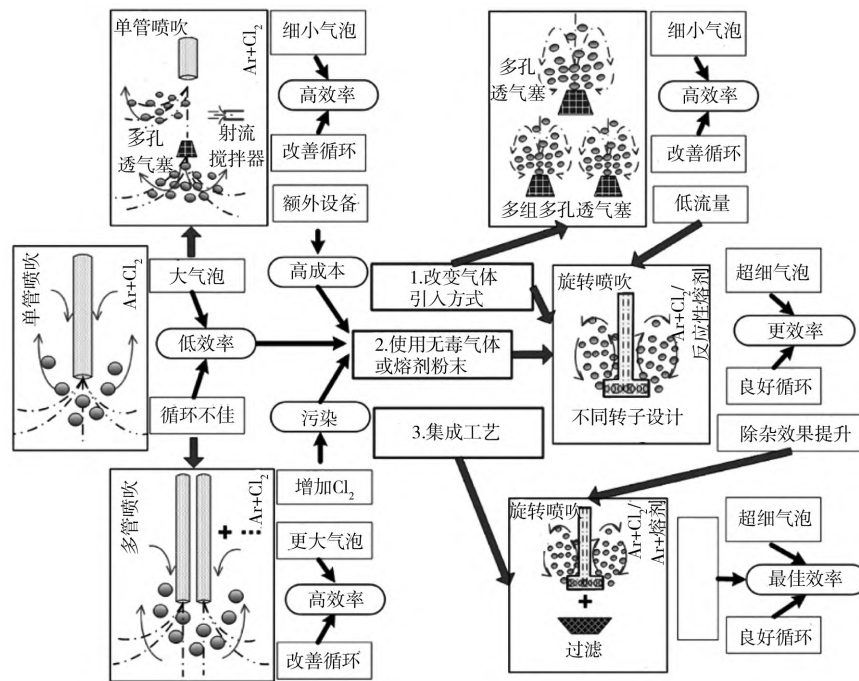 单管喷吹
Ar+Cl₂
多孔
透气塞
射流
搅拌器
细小气泡
高效率
改善循环
多孔
透气塞
多组多孔透气塞
细小气泡
高效率
改善循环
额外设备
高成本
低流量
单管喷吹
Ar+Cl₂
大气泡
低效率
循环不佳
1.改变气体
引入方式
2.使用无毒气体
或熔剂粉末
3.集成工艺
污染
增加Cl₂
旋转喷吹
Ar+Cl₂/
反应性熔剂
不同转子设计
超细气泡
更效率
良好循环
除杂效果提升
多管喷吹
+
Ar+Cl₂
更大气泡
高效率
改善循环
旋转喷吹
Ar+Cl₂/
Ar+熔剂
+
过滤
超细气泡
最佳效率
良好循环